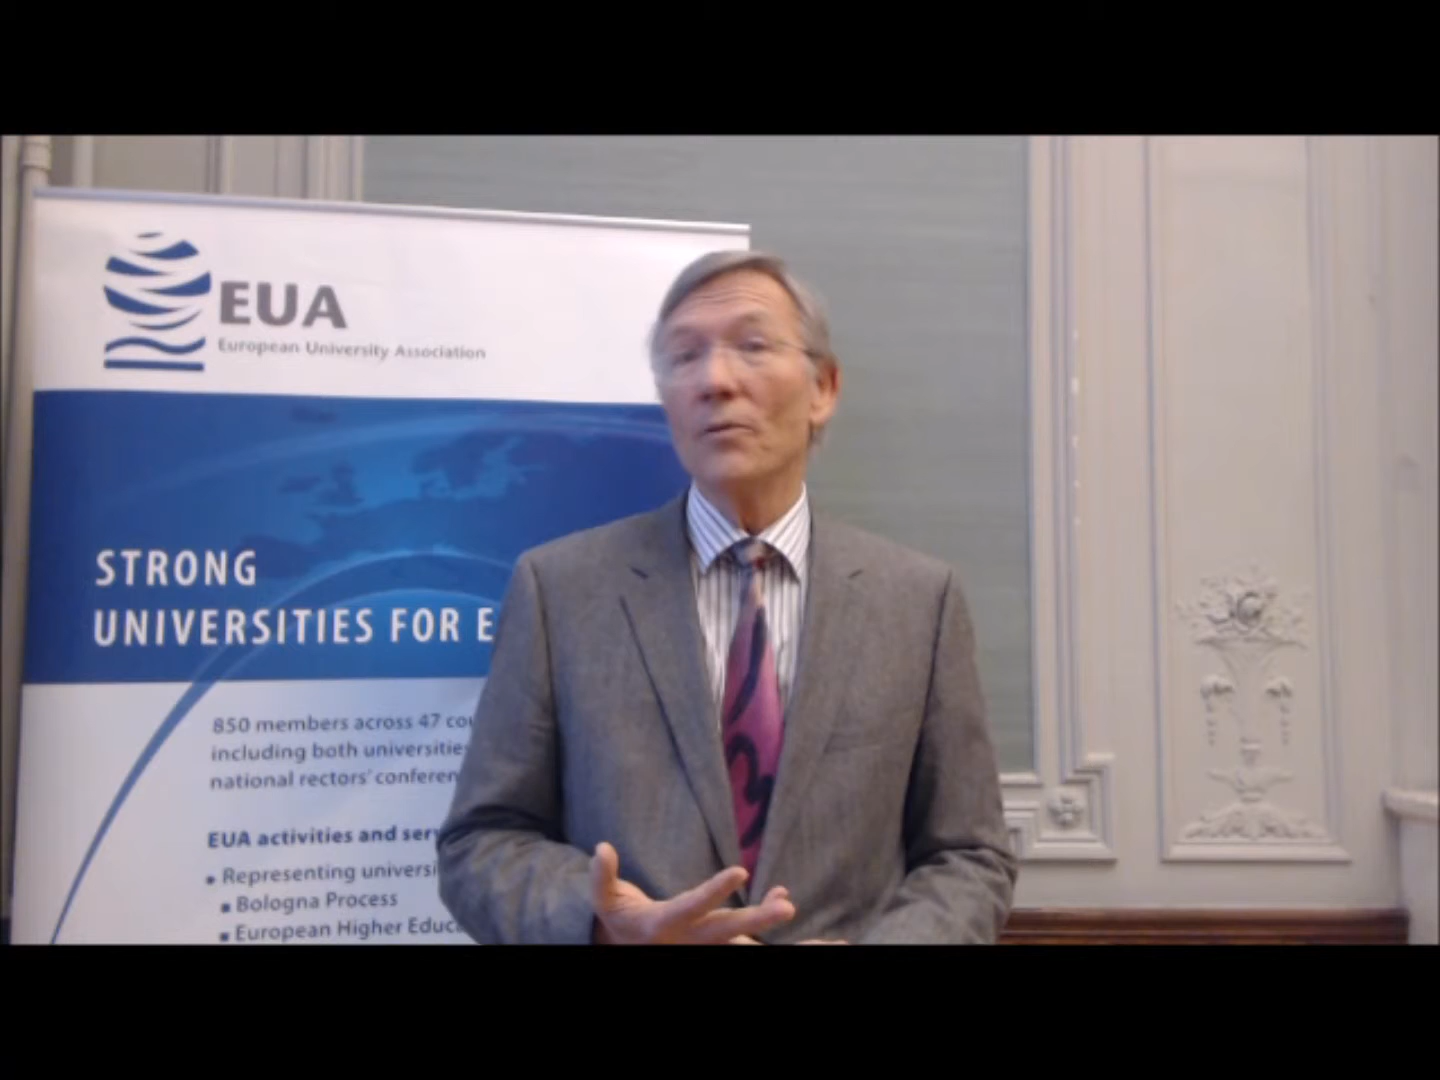 EUA
European University Association
STRONG
UNIVERSITIES FOR E
850 members across 47 cou
including both universitie
national rectors' conferen
EUA activities and serv
• Representing universi
▪ Bologna Process
▪ European Higher Educa